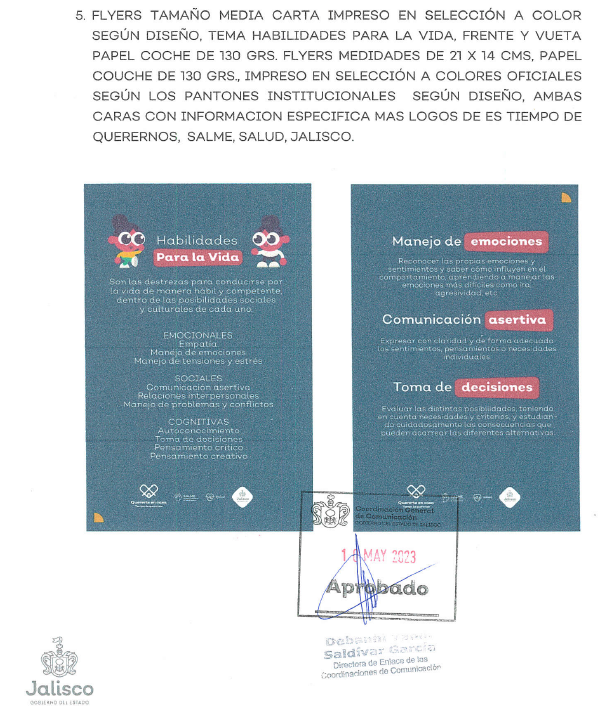 5. FLYERS TAMAÑO MEDIA CARTA IMPRESO EN SELECCIÓN A COLOR
SEGÚN DISEÑO, TEMA HABILIDADES PARA LA VIDA, FRENTE Y VUETA
PAPEL COCHE DE 130 GRS. FLYERS MEDIDADES DE 21 X 14 CMS, PAPEL
COUCHE DE 130 GRS., IMPRESO EN SELECCIÓN A COLORES OFICIALES
SEGÚN LOS PANTONES INSTITUCIONALES SEGÚN DISEÑO, AMBAS
CARAS CON INFORMACION ESPECIFICA MAS LOGOS DE ES TIEMPO DE
QUERERNOS, SALME, SALUD, JALISCO.
Habilidades
Para la Vida
Son las destrezas para conducirse por
la vida de manera hábil y competente,
dentro de las posibilidades sociales
y culturales de cada uno.
EMOCIONALES
Empatía
Manejo de emociones
Manejo de tensiones y estrés
SOCIALES
Comunicación asertiva
Relaciones interpersonales
Manejo de problemas y conflictos
COGNITIVAS
Autoconocimiento
Toma de decisiones
Pensamiento crítico
Pensamiento creativo
Manejo de emociones
Reconocer las propias emociones y
sentimientos y saber cómo influyen en el
comportamiento, aprendiendo a manejar las
emociones más difíciles como ira,
agresividad, etc
Comunicación asertiva
Expresar con claridad y de forma adecuada
los sentimientos, pensamientos o necesidades
individuales
Toma de decisiones
Evaluar las distintas posibilidades, teniendo
en cuenta necesidades y criterios, y estudian-
do cuidadosamente las consecuencias que
pueden acarrear las diferentes alternativas.
Coordinación General
de Comunicación
MAY 2023
Aprobado
Saldívar García
Directora de Enlace de las
Coordinaciones de Comunicación
Jalisco
GOBIERNO DEL ESTADO